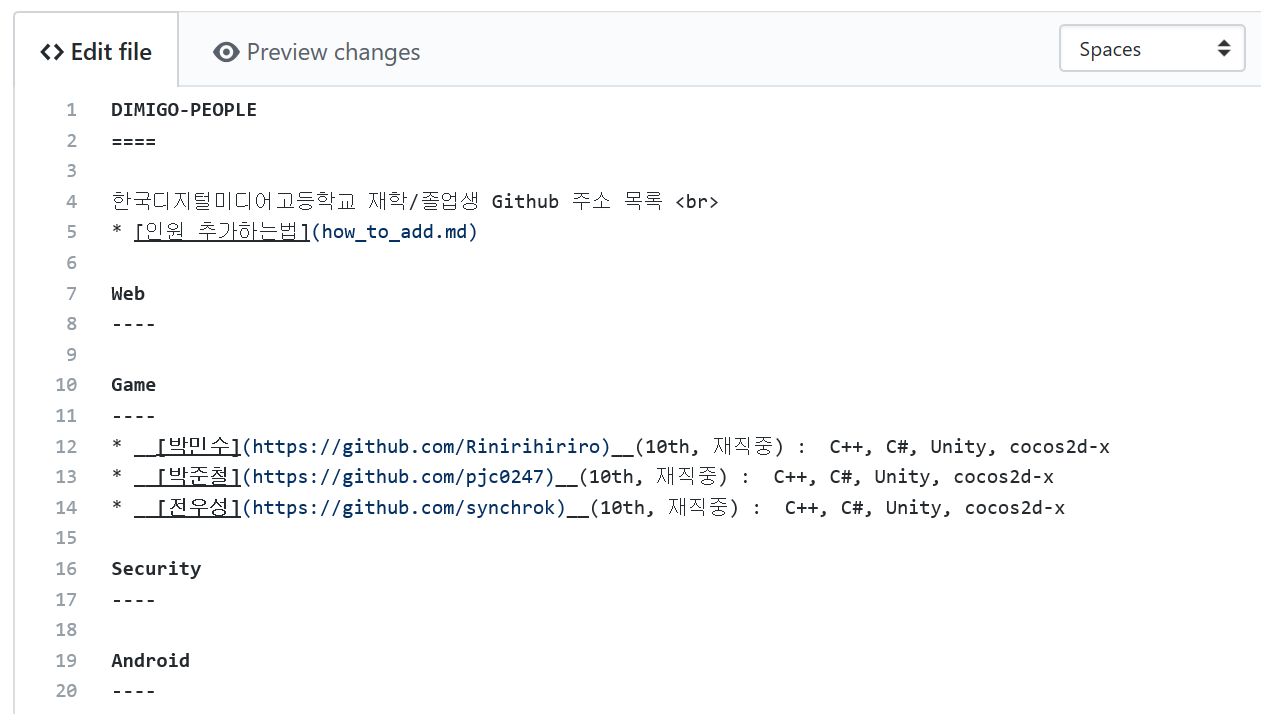 Edit file
Preview changes
Spaces
1 DIMIGO-PEOPLE
2 ====
3
4 한국디지털미디어고등학교 재학/졸업생 Github 주소 목록 <br>
5 * [인원 추가하는법](how_to_add.md)
6
7 Web
8 ----
9
10 Game
11 ----
12 * __[박민수](https://github.com/Rinirihiriro)__(10th, 재직중) :  C++, C#, Unity, cocos2d-x
13 * __[박준철](https://github.com/pjc0247)__(10th, 재직중) :  C++, C#, Unity, cocos2d-x
14 * __[전우성](https://github.com/synchrok)__(10th, 재직중) :  C++, C#, Unity, cocos2d-x
15
16 Security
17 ----
18
19 Android
20 ----